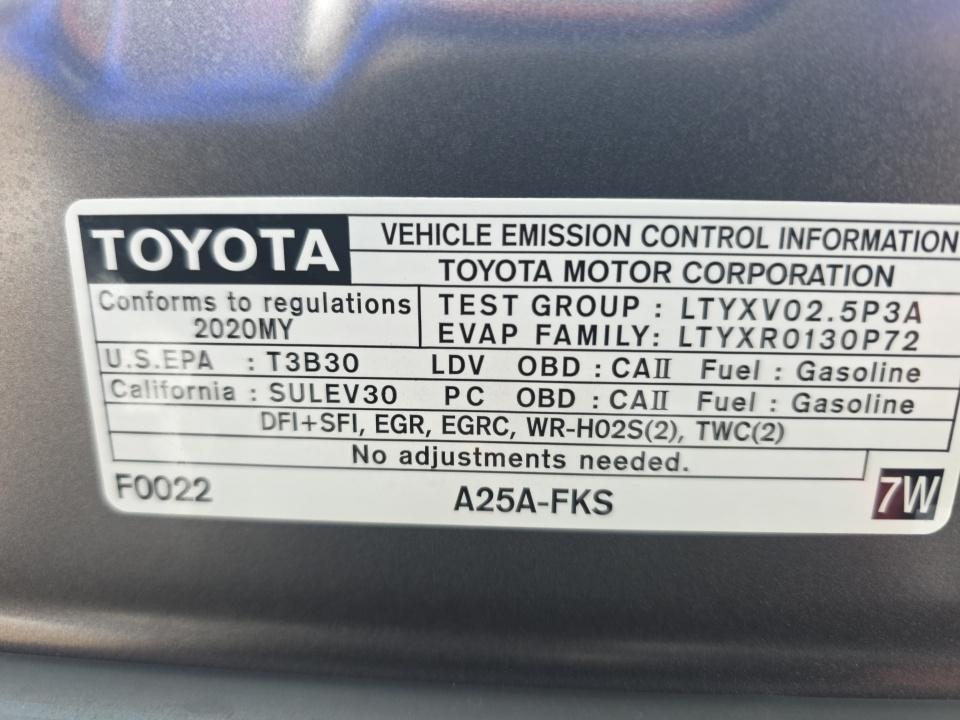 TOYOTA
VEHICLE EMISSION CONTROL INFORMATION
TOYOTA MOTOR CORPORATION
Conforms to regulations
2020MY
TEST GROUP : LTYXV02.5P3A
EVAP FAMILY: LTYXR0130P72
U.S.EPA : T3B30 LDV OBD : CAII Fuel : Gasoline
California : SULEV30 PC OBD : CAII Fuel : Gasoline
DFI+SFI, EGR, EGRC, WR-HO2S(2), TWC(2)
No adjustments needed.
F0022
A25A-FKS
7W